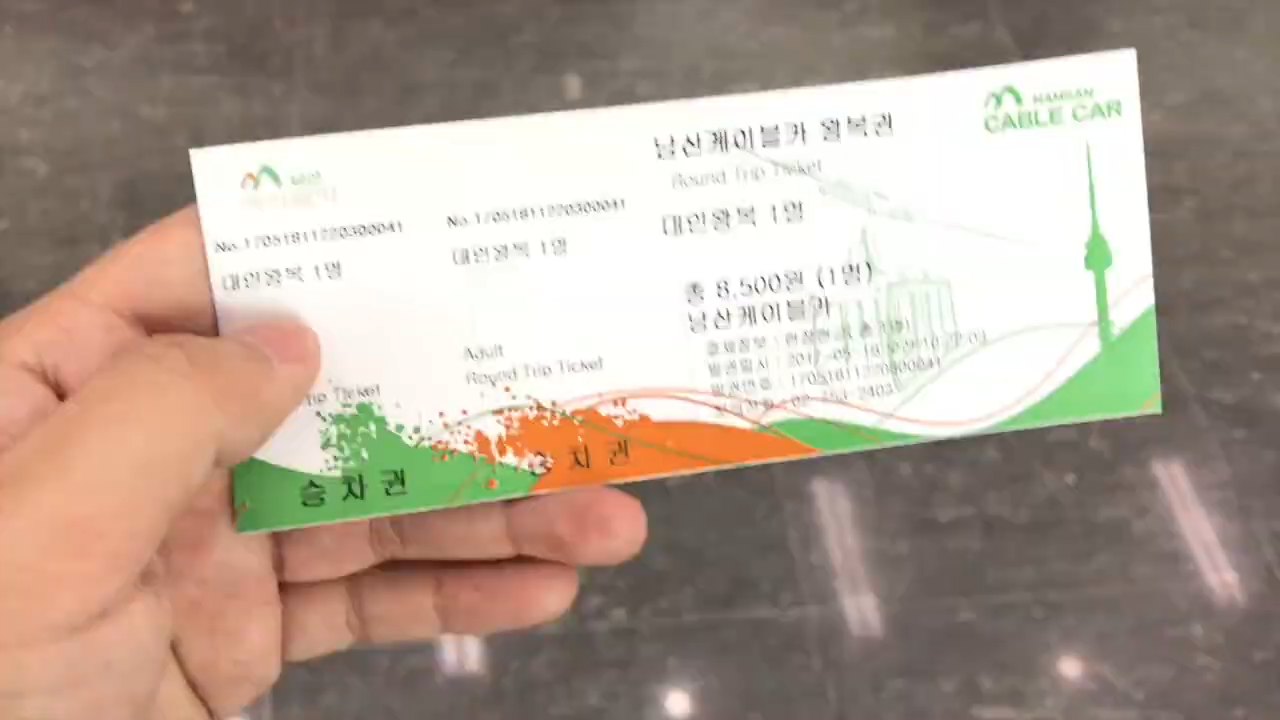 No.170518112203000041
대인왕복 1명
Ticket
승차권
No.170518112203000041
대인왕복 1명
Adult
Round Trip Ticket
승차권
NAMSAN
CABLE CAR
남산케이블카 왕복권
Round Trip Ticket
대인왕복 1명
총 8,500원 (1명)
남산케이블카